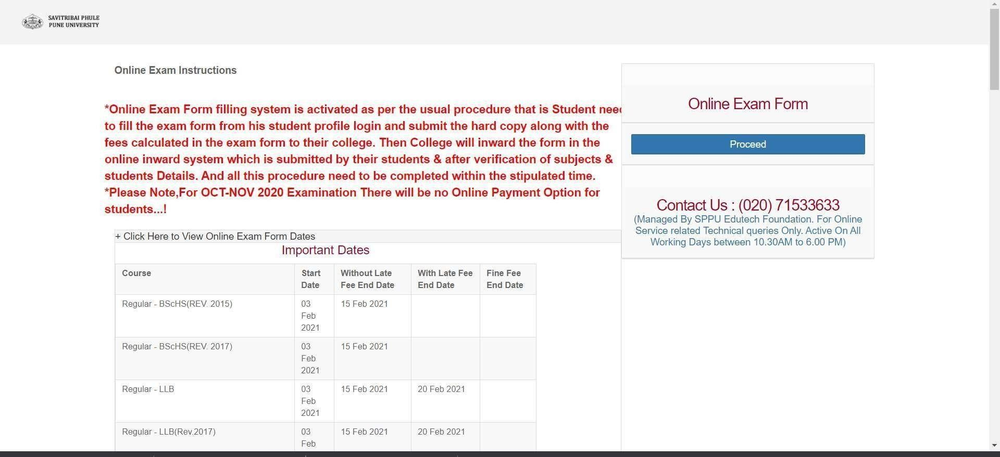 SAVITRIBAI PHULE
PUNE UNIVERSITY
Online Exam Instructions
*Online Exam Form filling system is activated as per the usual procedure that is Student
to fill the exam form from his student profile login and submit the hard copy along with the
fees calculated in the exam form to their college. Then College will inward the form in the
online inward system which is submitted by their students & after verification of subjects &
students Details. And all this procedure need to be completed within the stipulated time.
*Please Note,For OCT-NOV 2020 Examination There will be no Online Payment Option for
students...!
+ Click Here to View Online Exam Form Dates
Important Dates
Course
Start
Date
Without Late
Fee End Date
With Late Fee
End Date
Fine Fee
End Date
Regular - BScHS(REV. 2015)
03
Feb
2021
15 Feb 2021
Regular - BScHS(REV. 2017)
03
Feb
2021
15 Feb 2021
Regular - LLB
03
Feb
2021
15 Feb 2021
20 Feb 2021
Regular - LLB(Rev.2017)
03
Feb
15 Feb 2021
20 Feb 2021
Online Exam Form
Proceed
Contact Us : (020) 71533633
(Managed By SPPU Edutech Foundation. For Online
Service related Technical queries Only. Active On All
Working Days between 10.30AM to 6.00 PM)